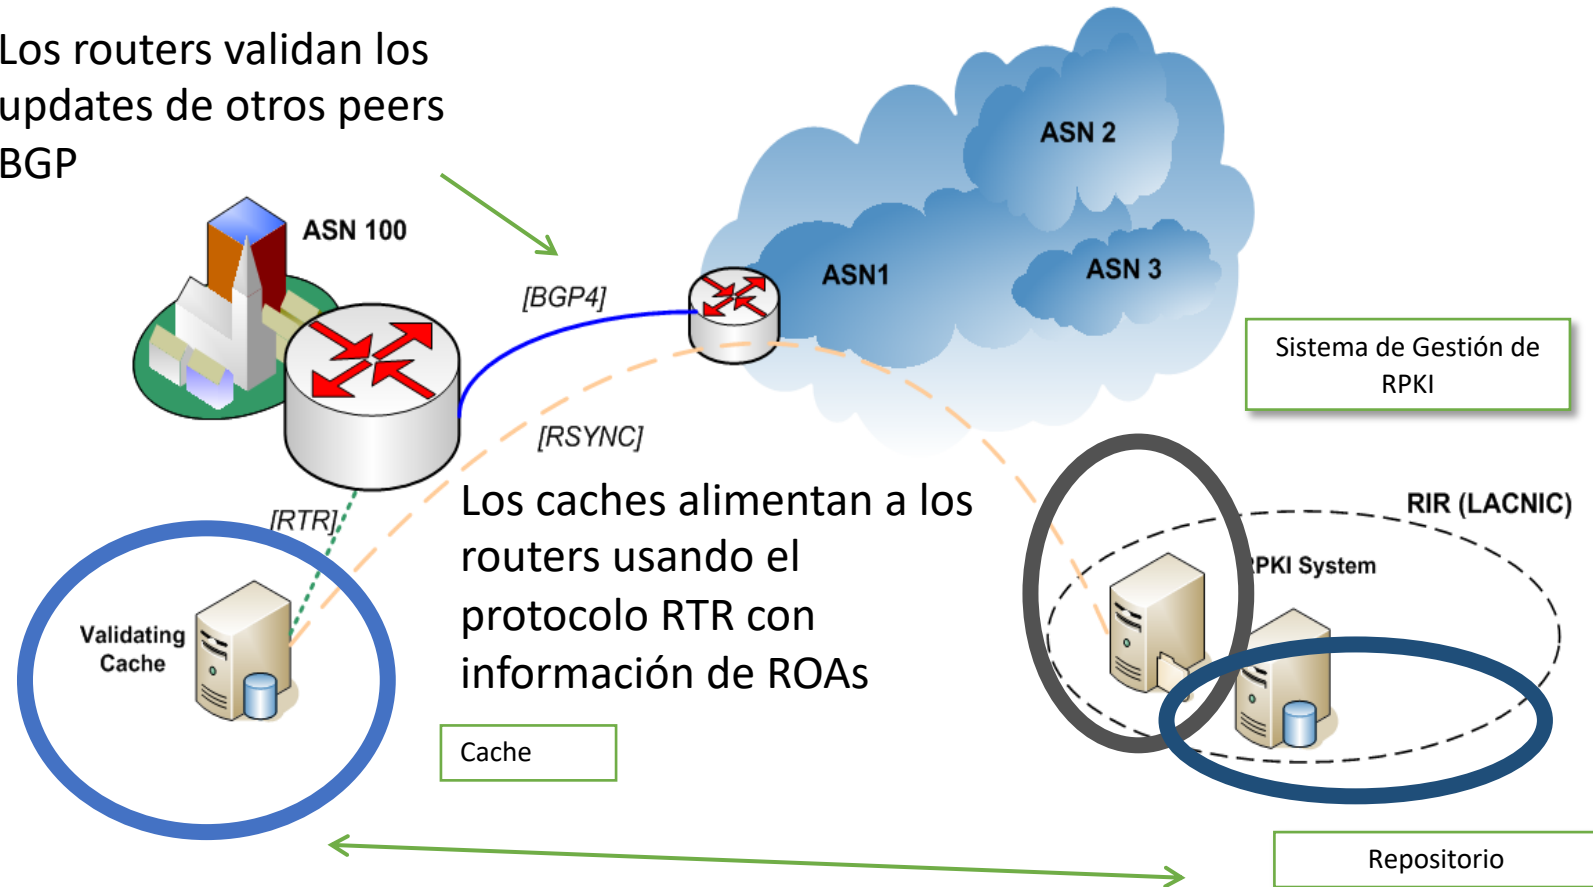 Los routers validan los
updates de otros peers
BGP
ASN 2
ASN 100
ASN1
ASN 3
[BGP4]
Sistema de Gestión de
RPKI
[RSYNC]
Los caches alimentan a los
routers usando el
protocolo RTR con
información de ROAs
[RTR]
RIR (LACNIC)
RPKI System
Validating
Cache
Cache
Repositorio